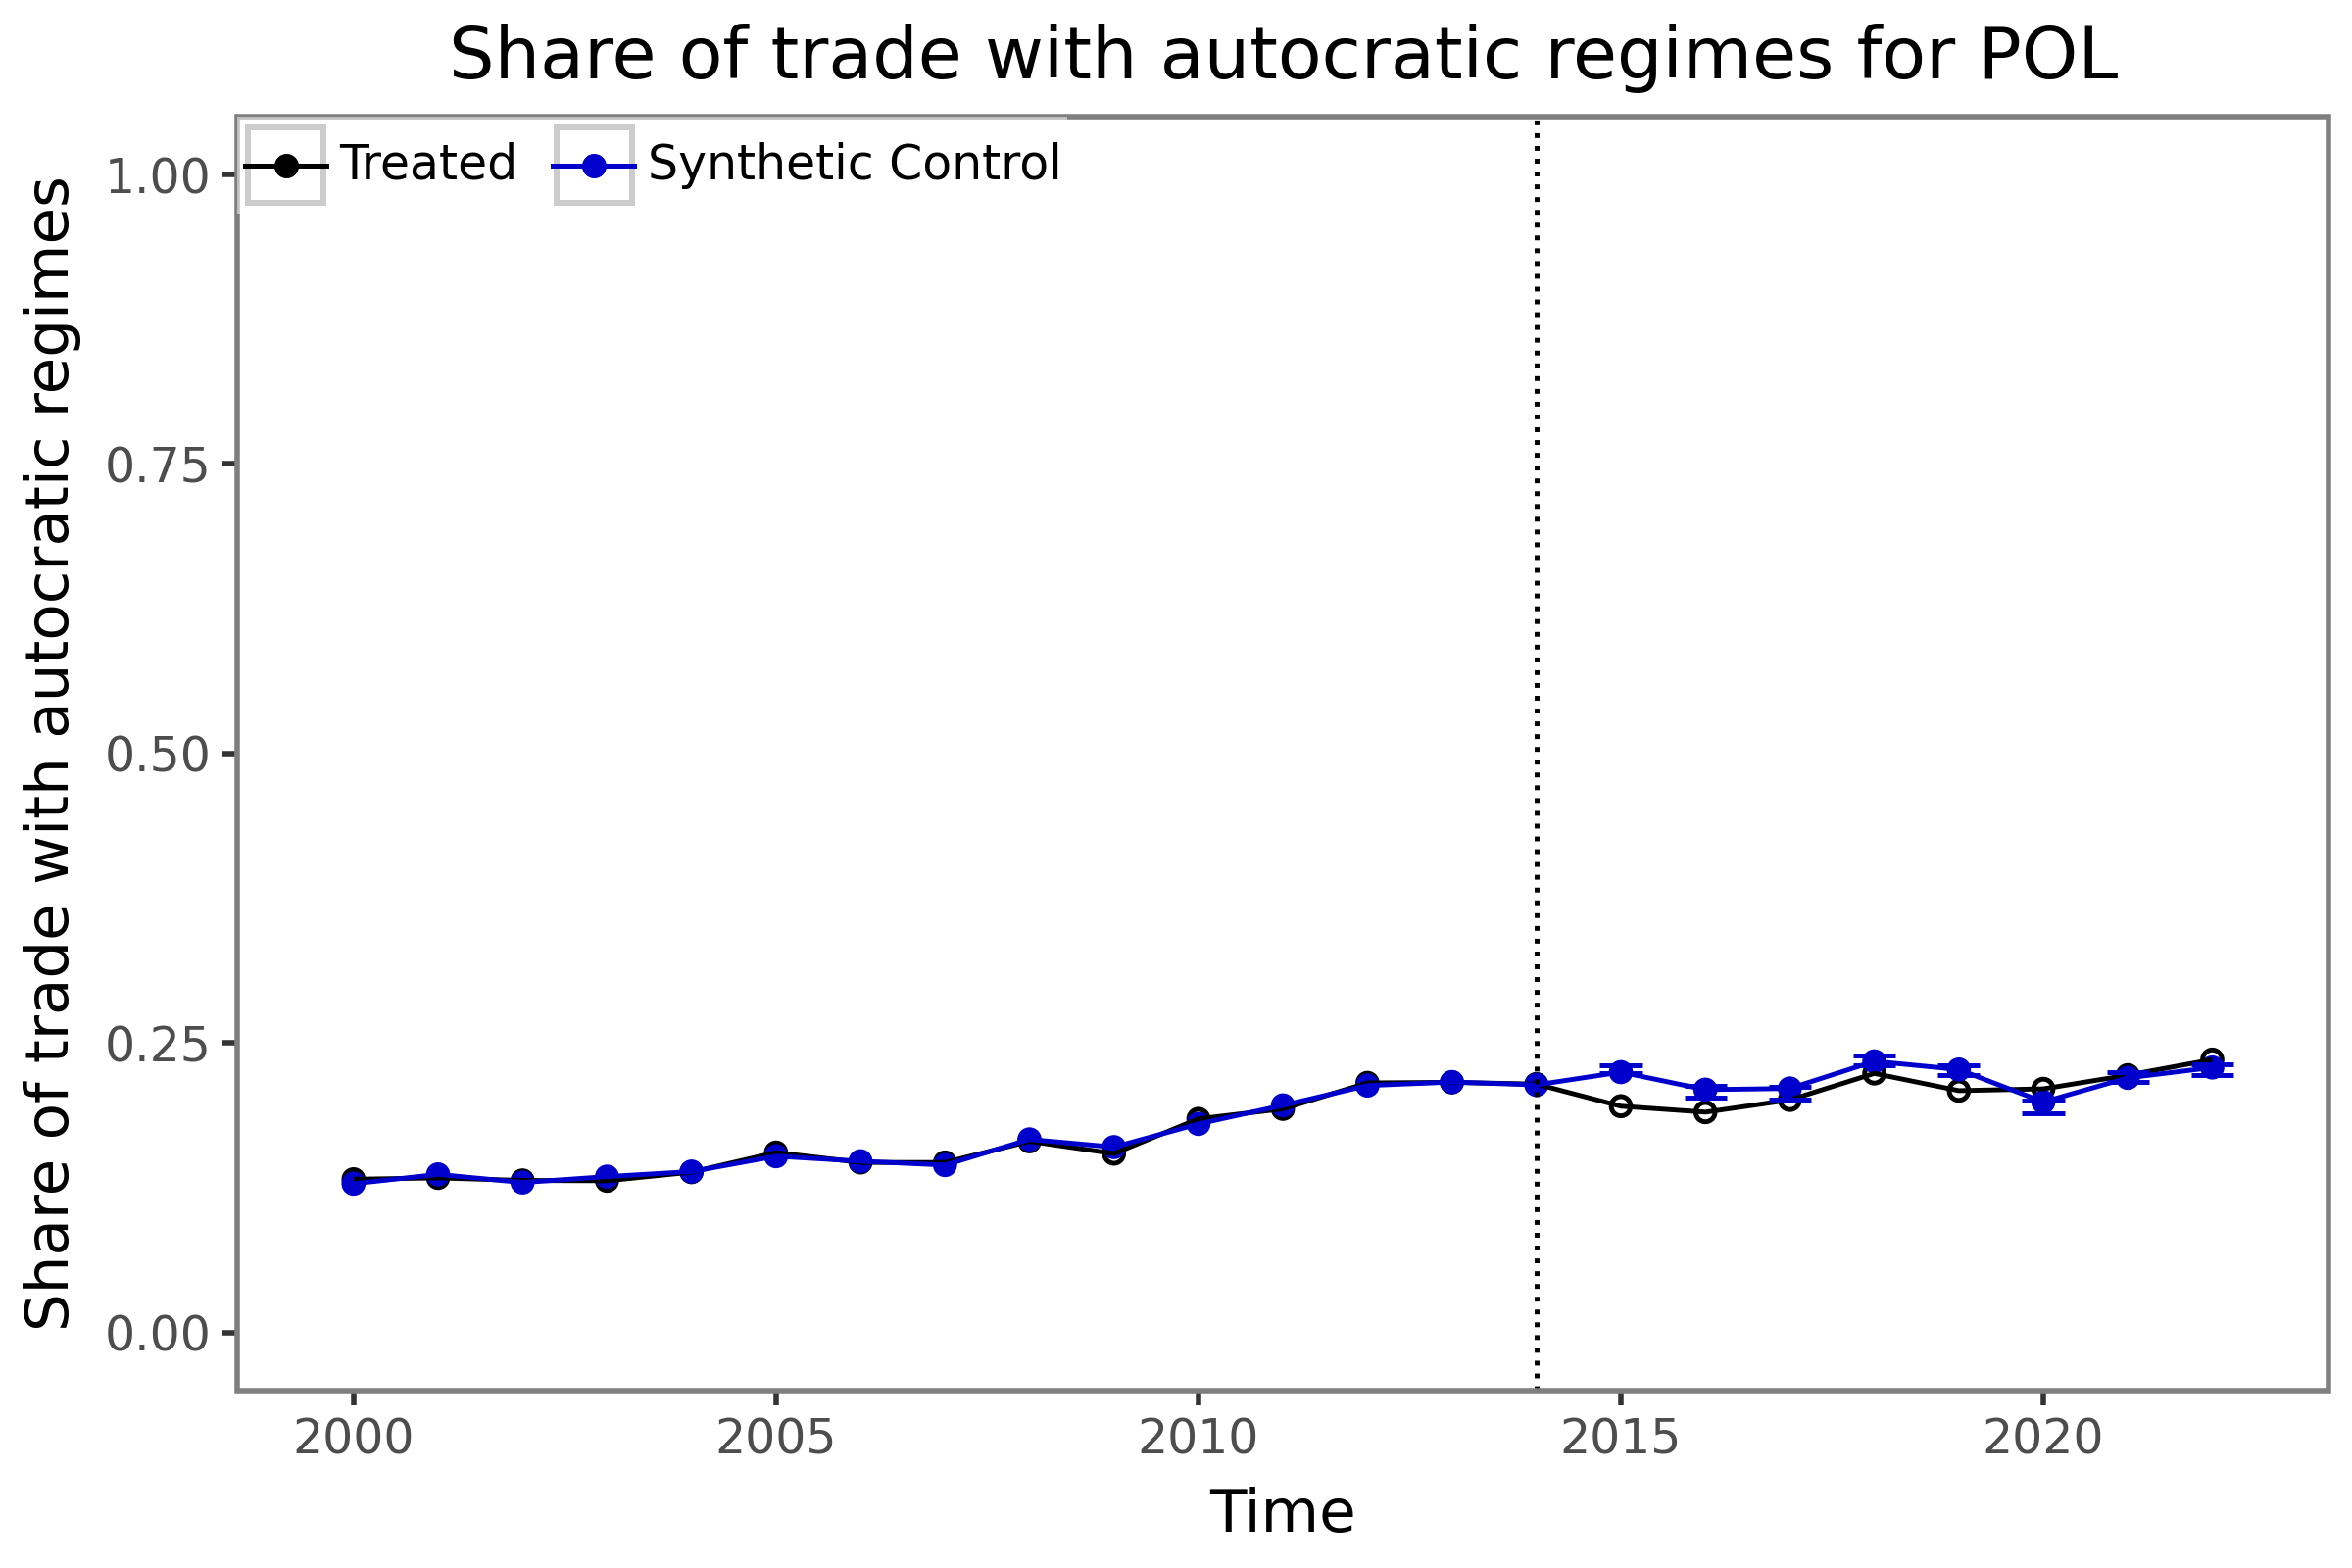 Share of trade with autocratic regimes for POL
Treated
Synthetic Control
Share of trade with autocratic regimes
1.00
0.75
0.50
0.25
0.00
2000
2005
2010
2015
2020
Time